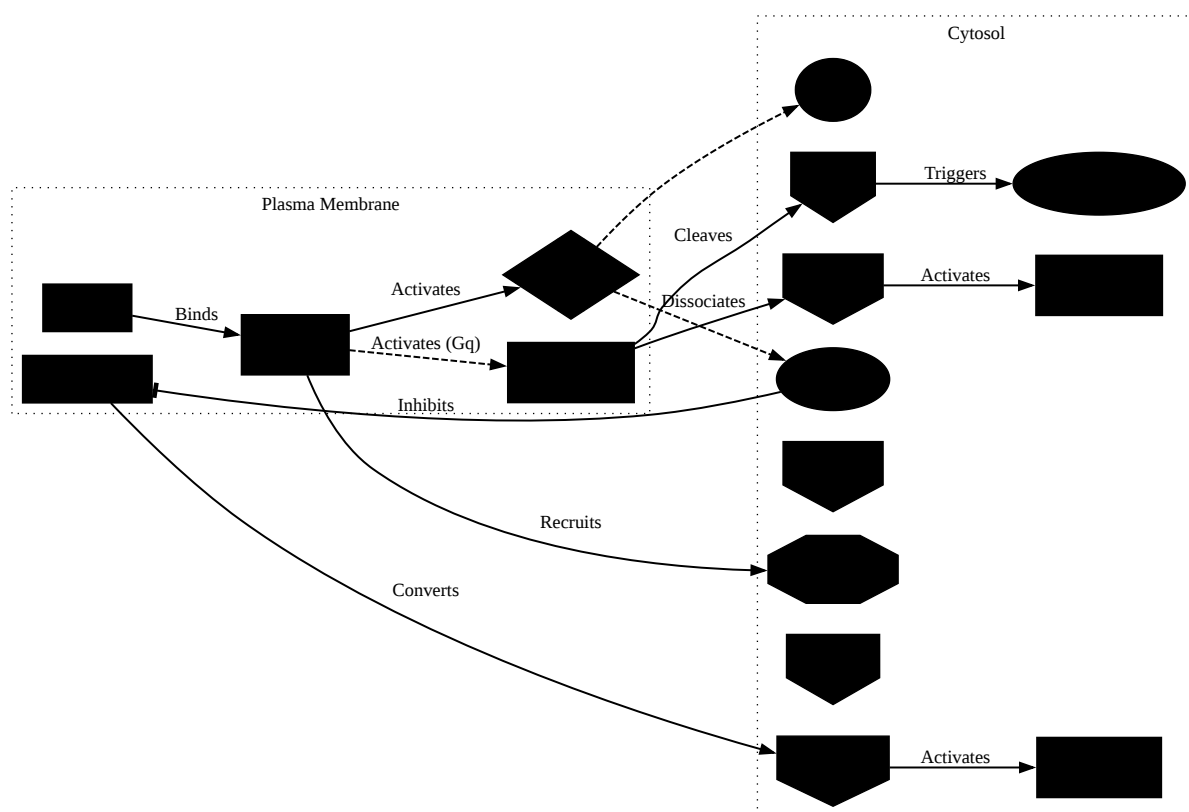 Cytosol
Triggers
Plasma Membrane
Cleaves
Activates
Activates
Dissociates
Binds
Activates (Gq)
Inhibits
Recruits
Converts
Activates